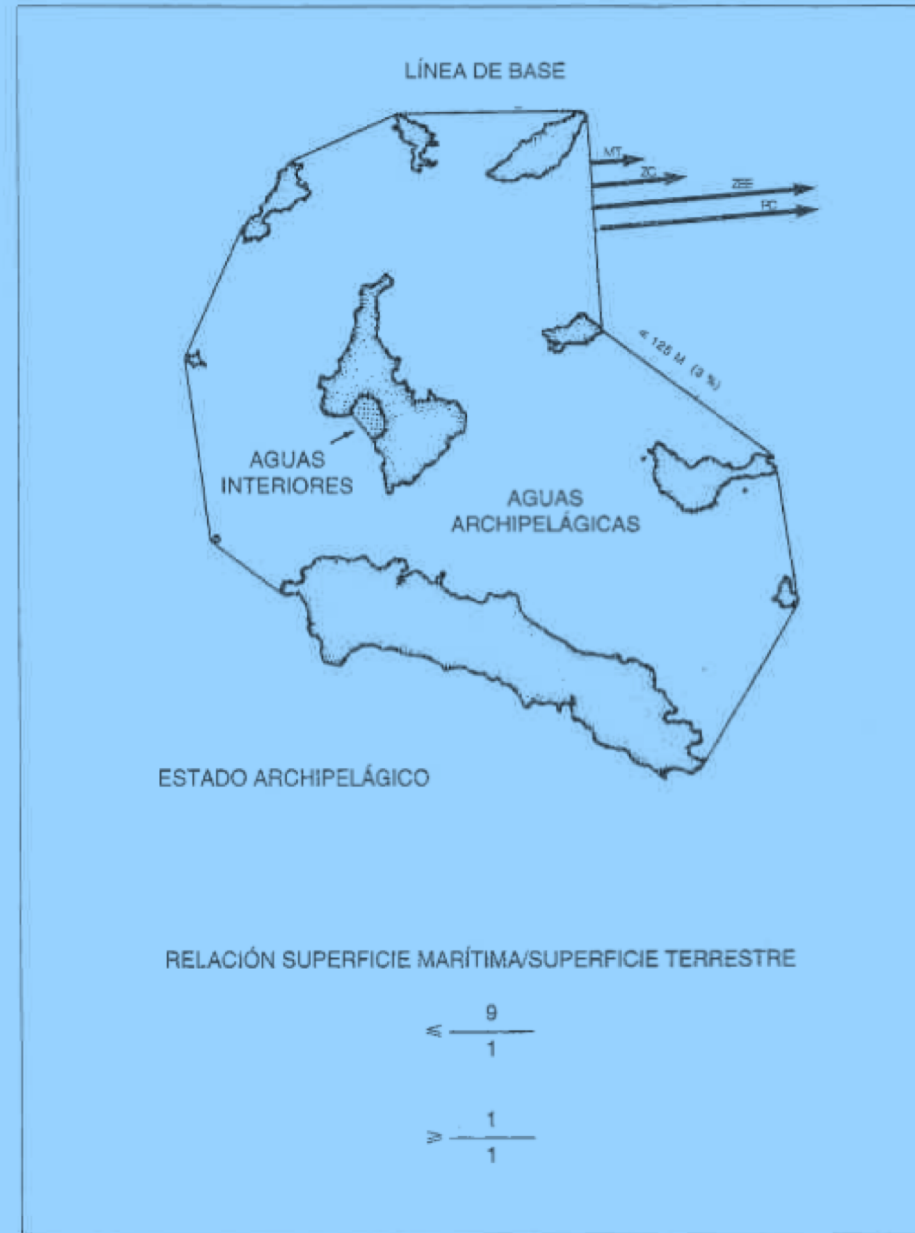 LÍNEA DE BASE
MT
ZC
ZEE
PC
≤ 125 M (3 %)
AGUAS
INTERIORES
AGUAS
ARCHIPELÁGICAS
ESTADO ARCHIPELÁGICO
RELACIÓN SUPERFICIE MARÍTIMA/SUPERFICIE TERRESTRE
≤ 9
1
≥ 1
1